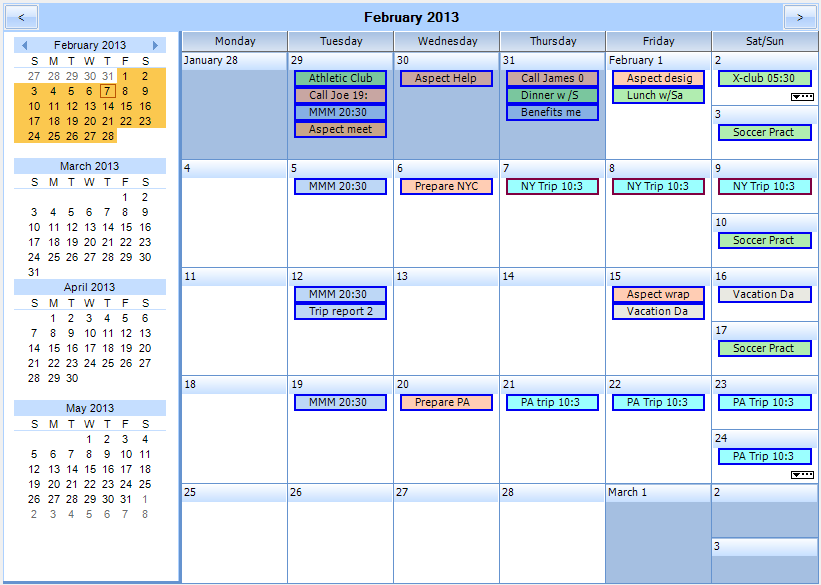 < February 2013 >
February 2013
S M T W T F S
27 28 29 30 31 1 2
3 4 5 6 7 8 9
10 11 12 13 14 15 16
17 18 19 20 21 22 23
24 25 26 27 28
March 2013
S M T W T F S
1 2
3 4 5 6 7 8 9
10 11 12 13 14 15 16
17 18 19 20 21 22 23
24 25 26 27 28 29 30
31
April 2013
S M T W T F S
1 2 3 4 5 6
7 8 9 10 11 12 13
14 15 16 17 18 19 20
21 22 23 24 25 26 27
28 29 30
May 2013
S M T W T F S
1 2 3 4
5 6 7 8 9 10 11
12 13 14 15 16 17 18
19 20 21 22 23 24 25
26 27 28 29 30 31 1
2 3 4 5 6 7 8
Monday Tuesday Wednesday Thursday Friday Sat/Sun
January 28 29 30 31 February 1 2
Athletic Club Aspect Help Call James 0 Aspect desig X-club 05:30
Call Joe 19: Dinner w /S Lunch w/Sa
MMM 20:30 Benefits me 3
Aspect meet Soccer Pract
4 5 6 7 8 9
MMM 20:30 Prepare NYC NY Trip 10:3 NY Trip 10:3 NY Trip 10:3
10
Soccer Pract
11 12 13 14 15 16
MMM 20:30 Aspect wrap Vacation Da
Trip report 2 Vacation Da
17
Soccer Pract
18 19 20 21 22 23
MMM 20:30 Prepare PA PA trip 10:3 PA Trip 10:3 PA Trip 10:3
24
PA Trip 10:3
25 26 27 28 March 1 2
3